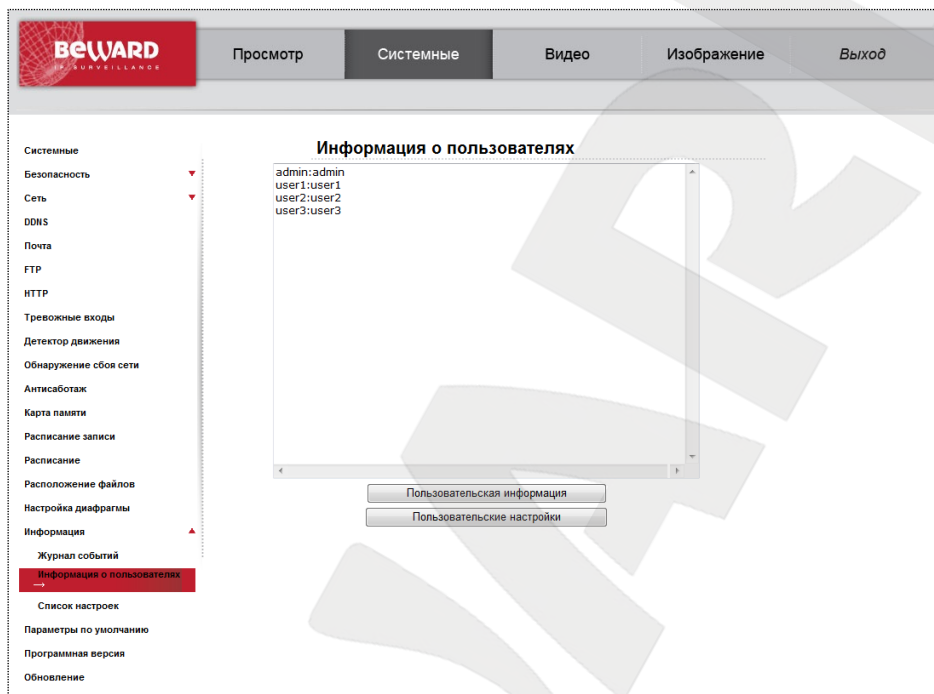 BEWARD
IP SURVEILLANCE
Просмотр
Системные
Видео
Изображение
Выход
Системные
Безопасность
Сеть
DDNS
Почта
FTP
HTTP
Тревожные входы
Детектор движения
Обнаружение сбоя сети
Антисаботаж
Карта памяти
Расписание записи
Расписание
Расположение файлов
Настройка диафрагмы
Информация
Журнал событий
Информация о пользователях
Список настроек
Параметры по умолчанию
Программная версия
Обновление
Информация о пользователях
admin:admin
user1:user1
user2:user2
user3:user3
Пользовательская информация
Пользовательские настройки